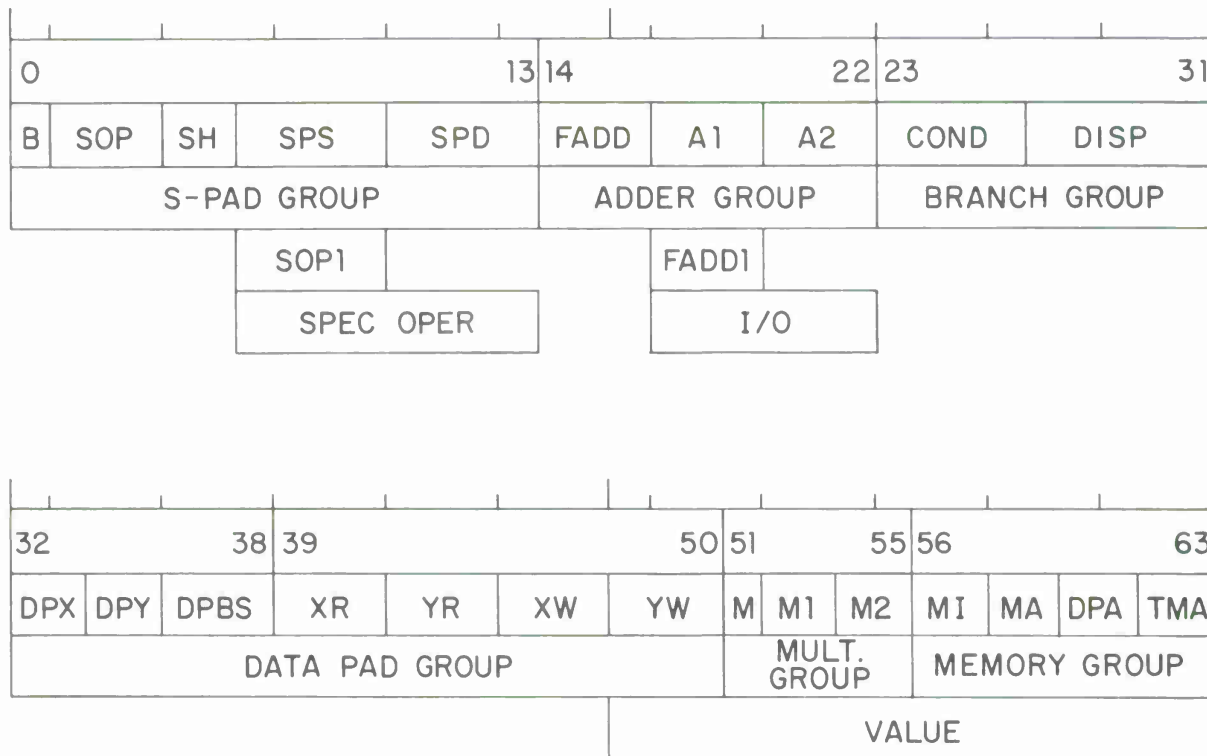 0 13 14 22 23 31
B SOP SH SPS SPD FADD A1 A2 COND DISP
S-PAD GROUP ADDER GROUP BRANCH GROUP
SOP1 FADD1
SPEC OPER I/O
32 38 39 50 51 55 56 63
DPX DPY DPBS XR YR XW YW M M1 M2 MI MA DPA TMA
DATA PAD GROUP MULT. GROUP MEMORY GROUP
VALUE